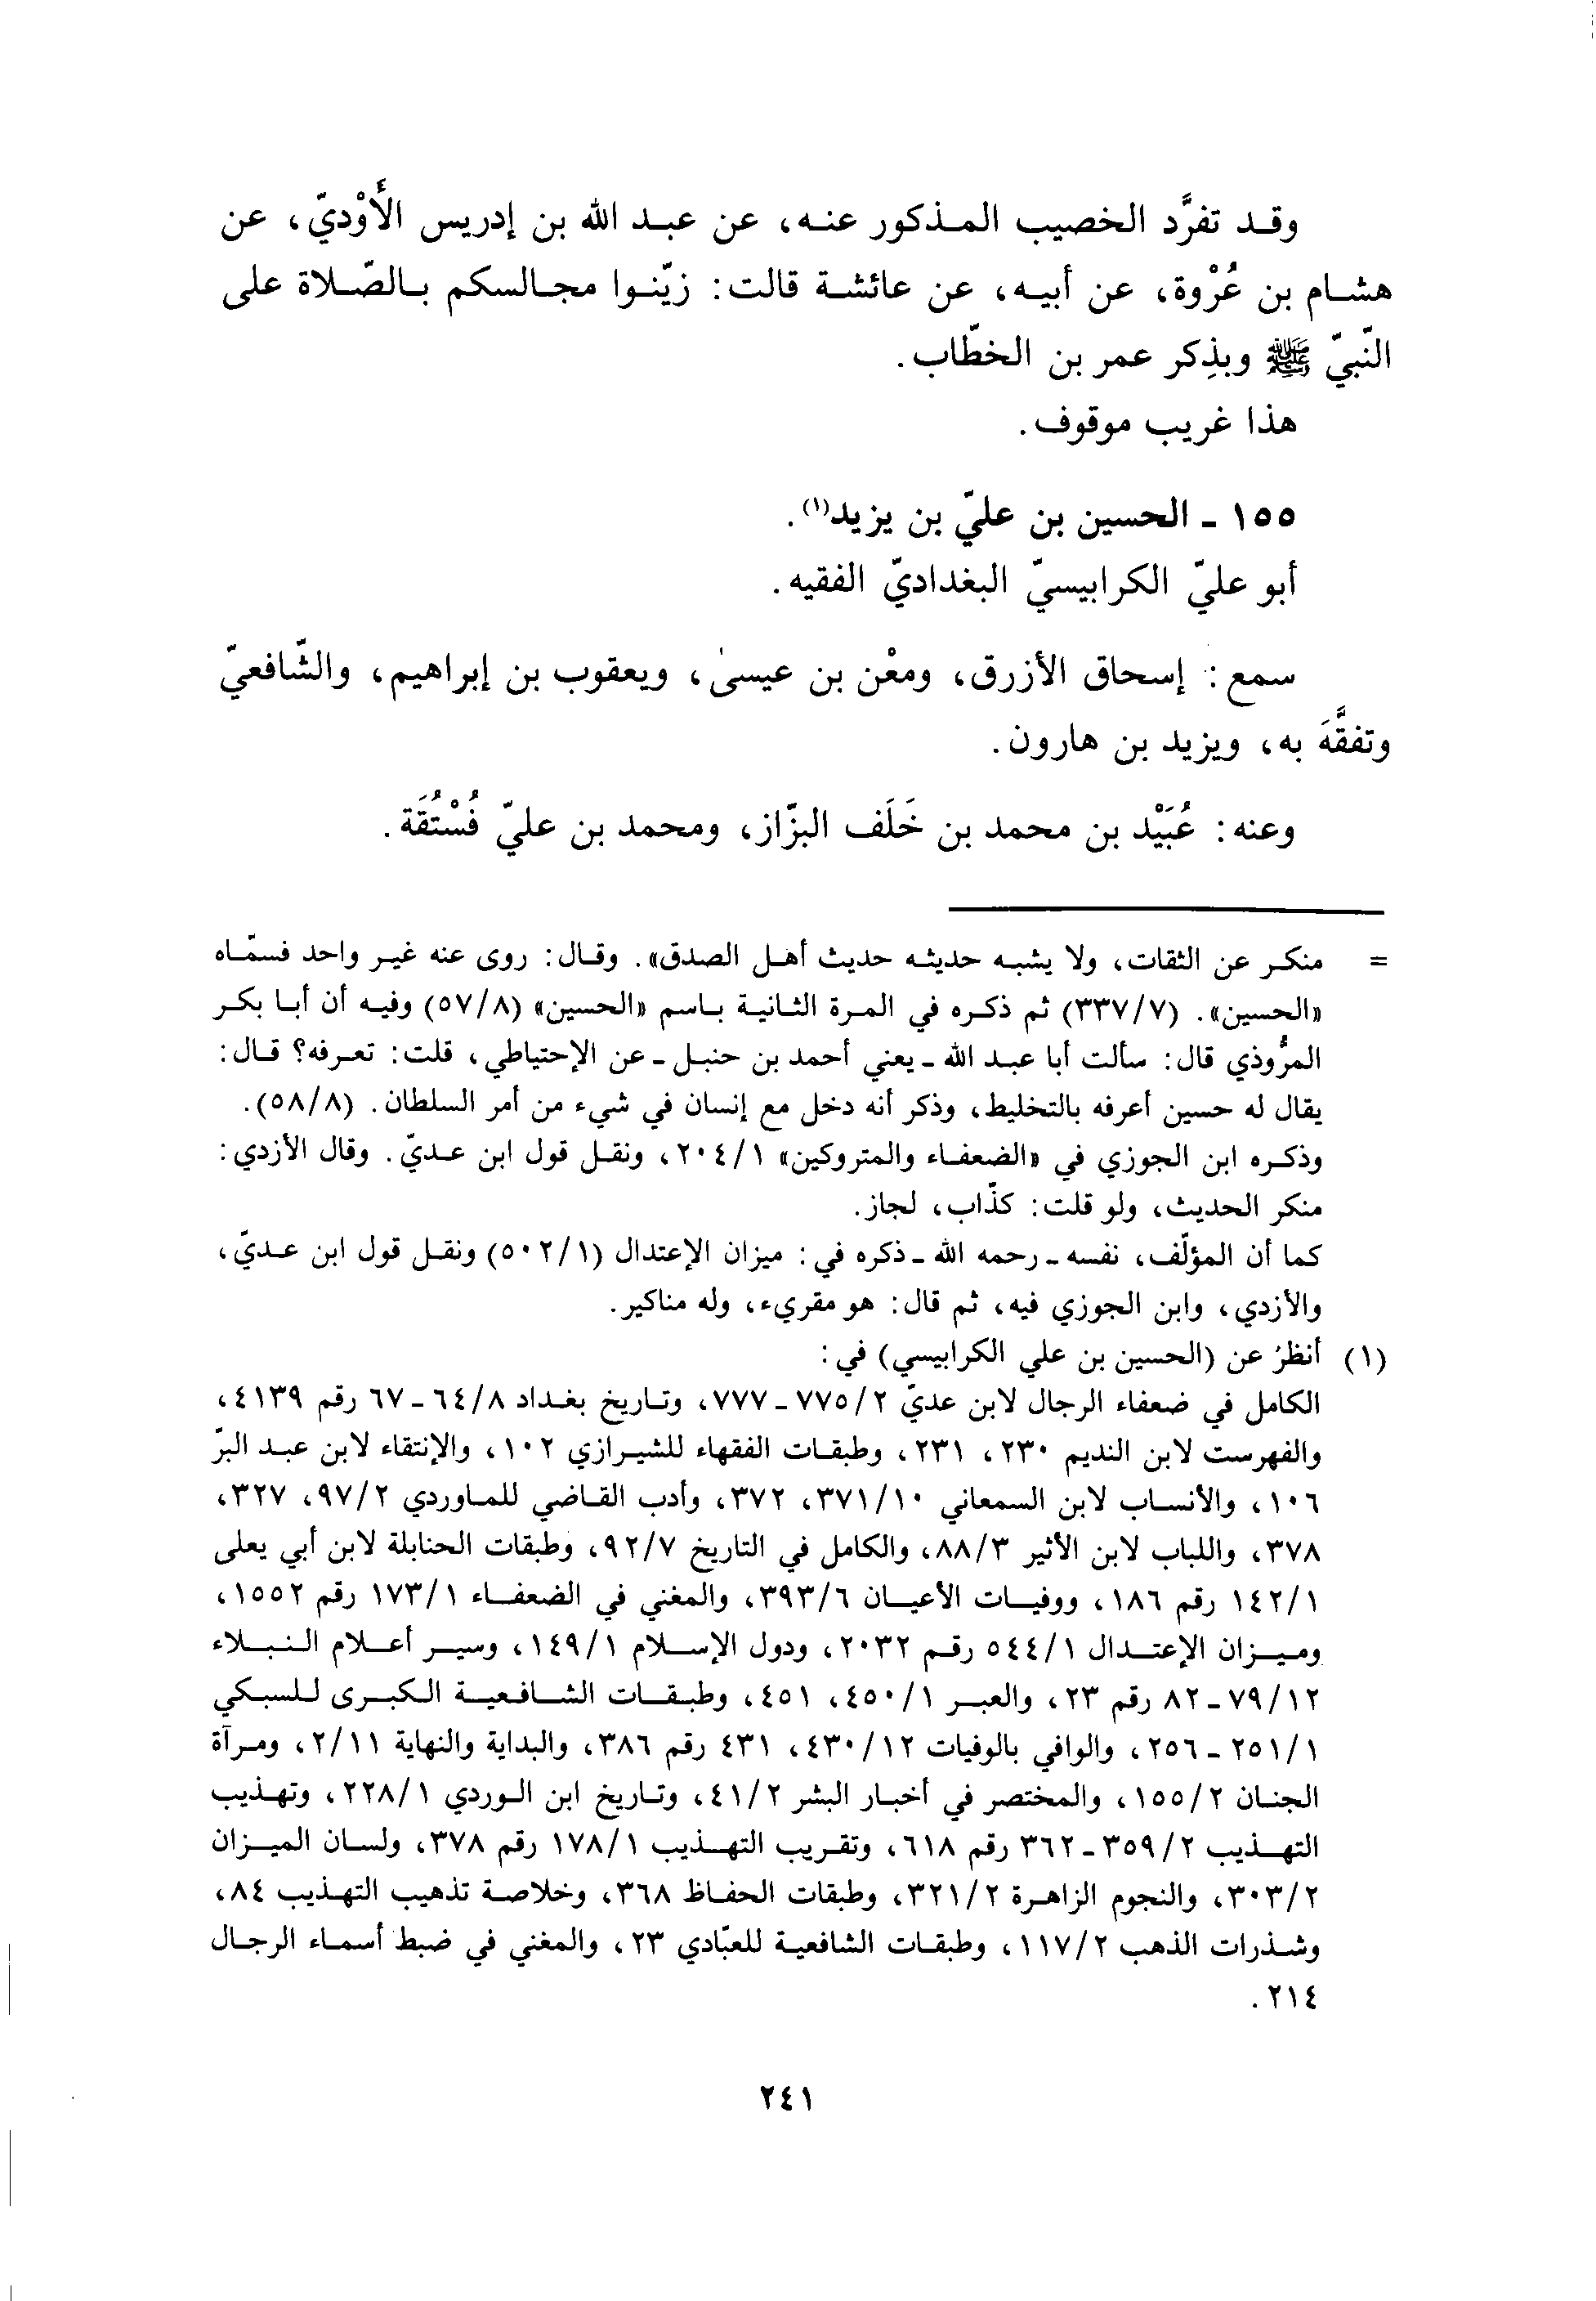 وقد تفرَّد الخصيب المذكور عنه، عن عبد الله بن إدريس الأَوْديّ، عن
هشام بن عُرْوة، عن أبيه، عن عائشة قالت: زيّنوا مجالسكم بالصّلاة على
النّبيّ ﷺ وبذِكر عمر بن الخطّاب.
هذا غريب موقوف.
١٥٥ - الحسين بن عليّ بن يزيد(١).
أبو عليّ الكرابيسيّ البغداديّ الفقيه.
سمع: إسحاق الأزرق، ومعْن بن عيسىٰ، ويعقوب بن إبراهيم، والشّافعيّ
وتفقَّهَ به، ويزيد بن هارون.
وعنه: عُبَيْد بن محمد بن خَلَف البزّاز، ومحمد بن عليّ فُسْتُقَة.
= منكر عن الثقات، ولا يشبه حديثه حديث أهل الصدق». وقال: روى عنه غير واحد فسمّاه
«الحسين». (٣٣٧/٧) ثم ذكره في المرة الثانية باسم «الحسين» (٥٧/٨) وفيه أن أبا بكر
المرُّوذي قال: سألت أبا عبد الله - يعني أحمد بن حنبل - عن الإحتياطي، قلت: تعرفه؟ قال:
يقال له حسين أعرفه بالتخليط، وذكر أنه دخل مع إنسان في شيء من أمر السلطان. (٥٨/٨).
وذكره ابن الجوزي في «الضعفاء والمتروكين» ٢٠٤/١، ونقل قول ابن عديّ. وقال الأزدي:
منكر الحديث، ولو قلت: كذّاب، لجاز.
كما أن المؤلّف، نفسه - رحمه الله - ذكره في: ميزان الإعتدال (٥٠٢/١) ونقل قول ابن عديّ،
والأزدي، وابن الجوزي فيه، ثم قال: هو مقريء، وله مناكير.
(١) أنظر عن (الحسين بن علي الكرابيسي) في:
الكامل في ضعفاء الرجال لابن عديّ ٧٧٥/٢ - ٧٧٧، وتاريخ بغداد ٦٤/٨ - ٦٧ رقم ٤١٣٩،
والفهرست لابن النديم ٢٣٠، ٢٣١، وطبقات الفقهاء للشيرازي ١٠٢، والإنتقاء لابن عبد البرّ
١٠٦، والأنساب لابن السمعاني ٣٧١/١٠، ٣٧٢، وأدب القاضي للماوردي ٩٧/٢، ٣٢٧،
٣٧٨، واللباب لابن الأثير ٨٨/٣، والكامل في التاريخ ٩٢/٧، وطبقات الحنابلة لابن أبي يعلى
١٤٢/١ رقم ١٨٦، ووفيات الأعيان ٣٩٣/٦، والمغني في الضعفاء ١٧٣/١ رقم ١٥٥٢،
وميزان الإعتدال ٥٤٤/١ رقم ٢٠٣٢، ودول الإسلام ١٤٩/١، وسير أعلام النبلاء
٧٩/١٢ - ٨٢ رقم ٢٣، والعبر ٤٥٠/١، ٤٥١، وطبقات الشافعية الكبرى للسبكي
٢٥١/١ - ٢٥٦، والوافي بالوفيات ٤٣٠/١٢، ٤٣١ رقم ٣٨٦، والبداية والنهاية ٢/١١، ومرآة
الجنان ١٥٥/٢، والمختصر في أخبار البشر ٤١/٢، وتاريخ ابن الوردي ٢٢٨/١، وتهذيب
التهذيب ٣٥٩/٢ - ٣٦٢ رقم ٦١٨، وتقريب التهذيب ١٧٨/١ رقم ٣٧٨، ولسان الميزان
٣٠٣/٢، والنجوم الزاهرة ٣٢١/٢، وطبقات الحفاظ ٣٦٨، وخلاصة تذهيب التهذيب ٨٤،
وشذرات الذهب ١١٧/٢، وطبقات الشافعية للعبّادي ٢٣، والمغني في ضبط أسماء الرجال
٢١٤.
٢٤١